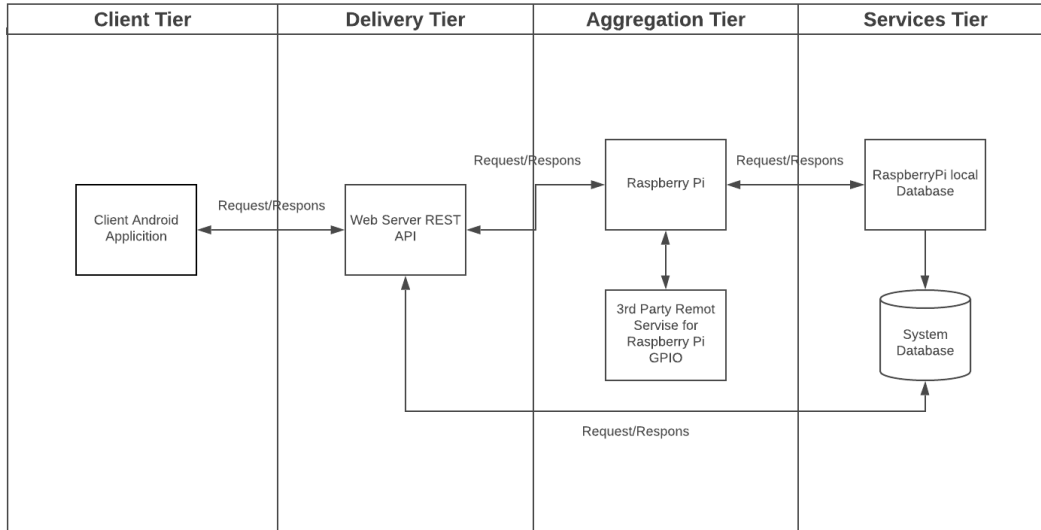 Client Tier
Delivery Tier
Aggregation Tier
Services Tier
Client Android
Applicition
Request/Respons
Web Server REST
API
Request/Respons
Raspberry Pi
Request/Respons
RaspberryPi local
Database
3rd Party Remot
Servise for
Raspberry Pi
GPIO
System
Database
Request/Respons